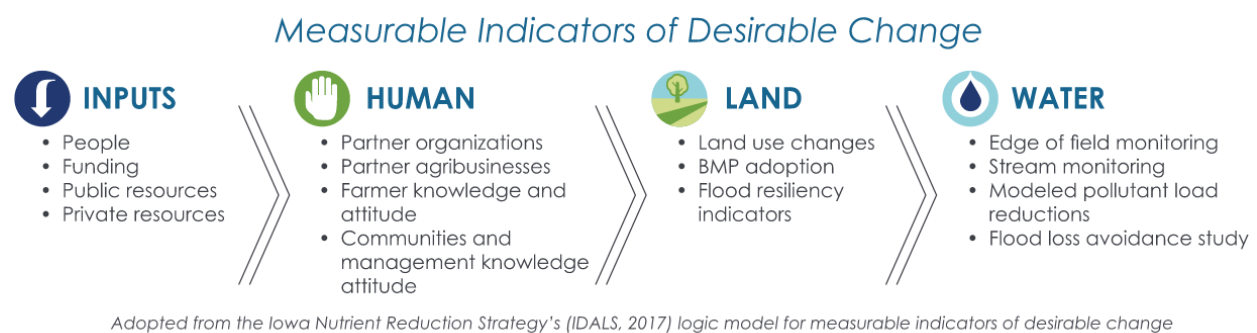 Measurable Indicators of Desirable Change
INPUTS
• People
• Funding
• Public resources
• Private resources
HUMAN
• Partner organizations
• Partner agribusinesses
• Farmer knowledge and
attitude
• Communities and
management knowledge
attitude
LAND
• Land use changes
• BMP adoption
• Flood resiliency
indicators
WATER
• Edge of field monitoring
• Stream monitoring
• Modeled pollutant load
reductions
• Flood loss avoidance study
Adopted from the Iowa Nutrient Reduction Strategy's (IDALS, 2017) logic model for measurable indicators of desirable change